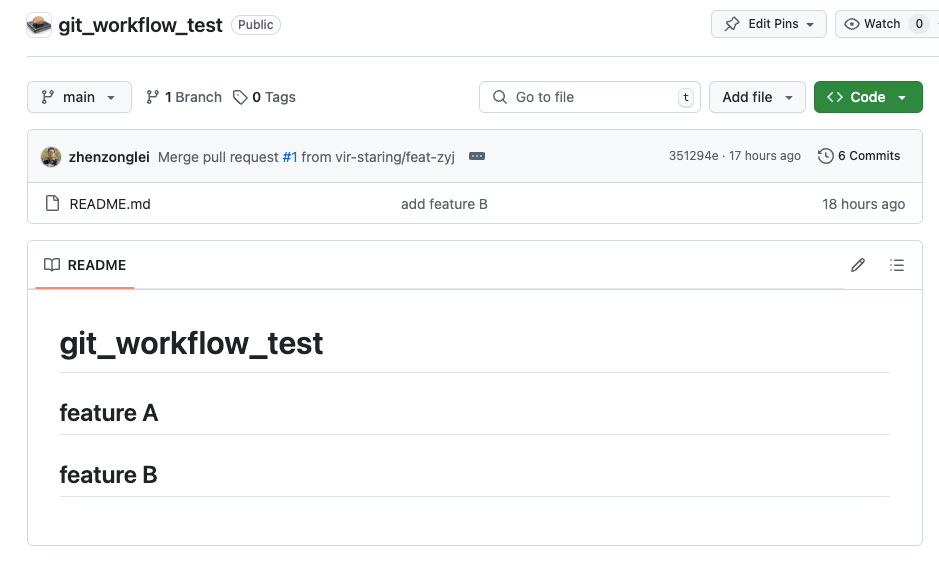 git_workflow_test Public Edit Pins Watch 0
main 1 Branch 0 Tags Go to file t Add file Code
zhenzonglei Merge pull request #1 from vir-staring/feat-zyj 351294e · 17 hours ago 6 Commits
README.md add feature B 18 hours ago
README
git_workflow_test
feature A
feature B